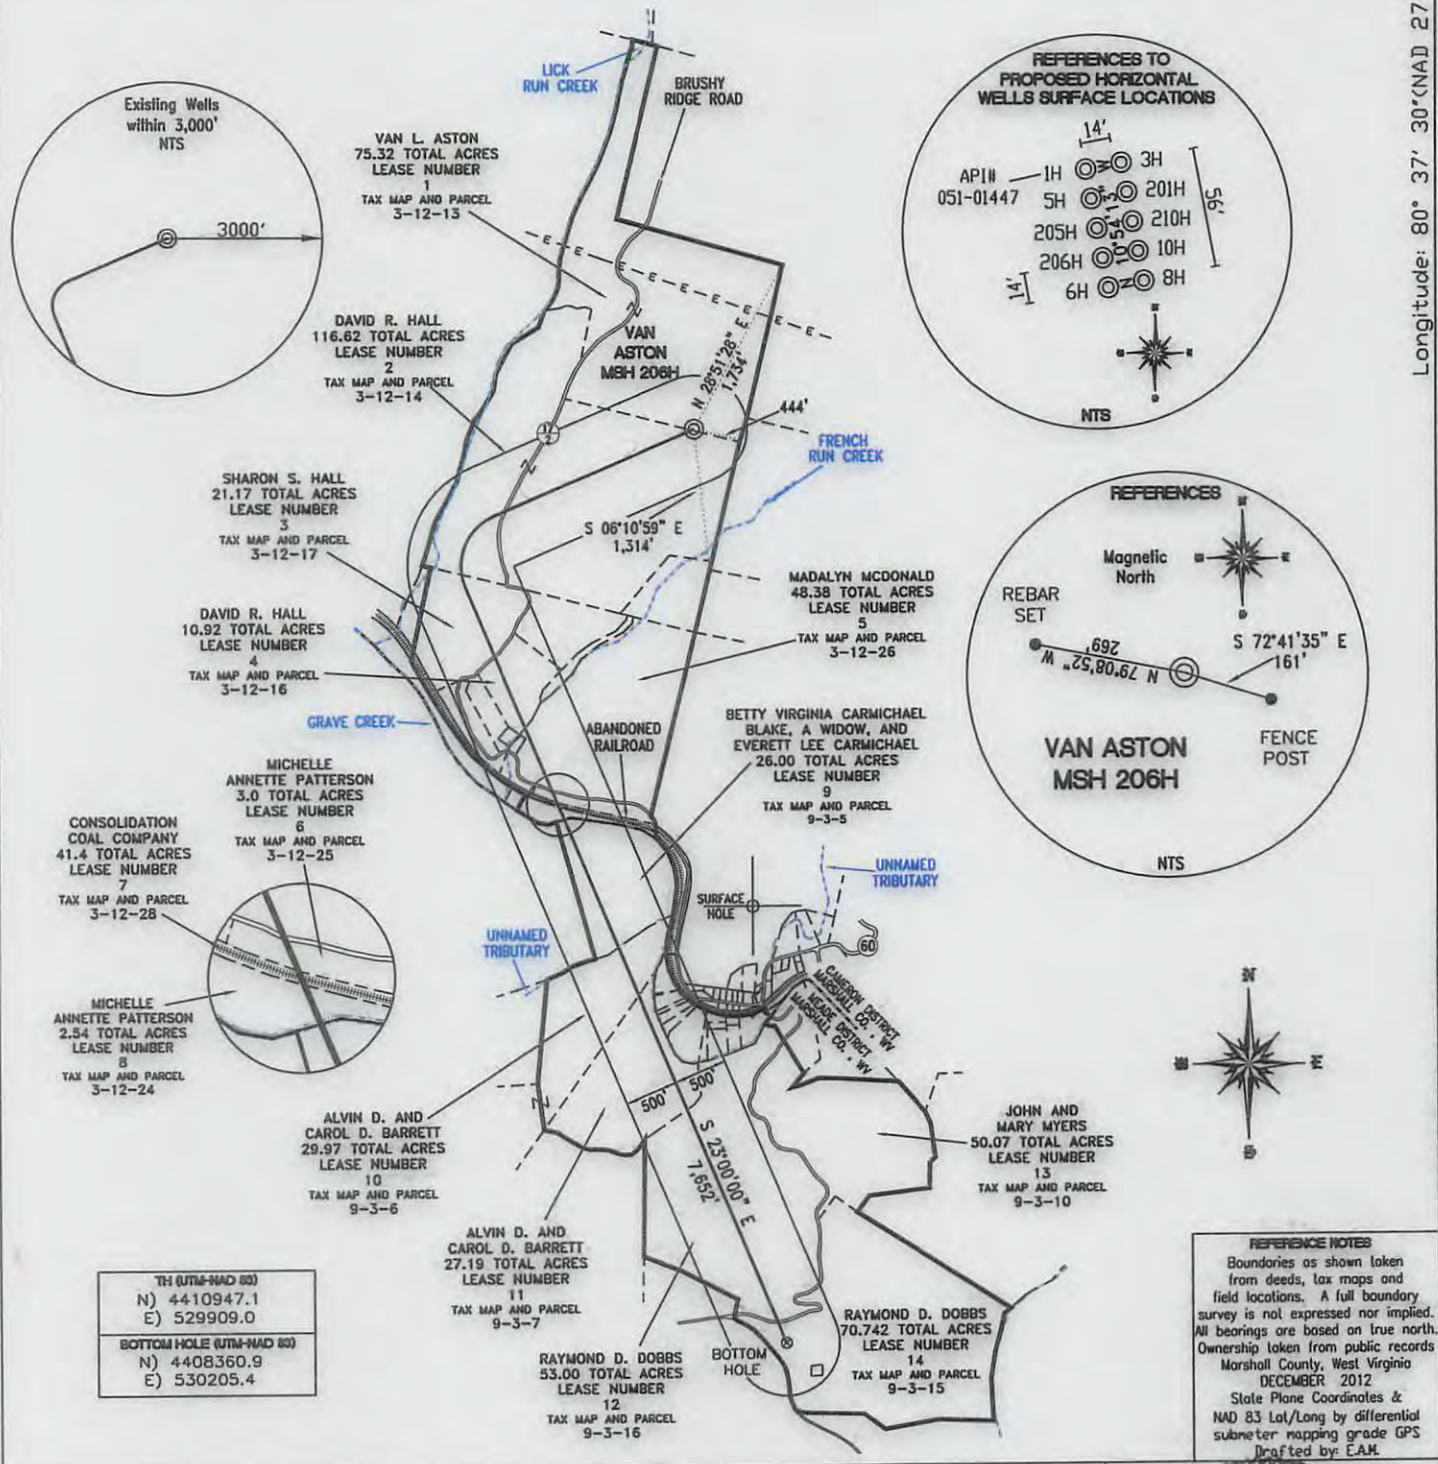 Longitude: 80° 37' 30"(NAD 27
LICK
RUN CREEK
BRUSHY
RIDGE ROAD
Existing Wells
within 3,000'
NTS
3000'
VAN L. ASTON
75.32 TOTAL ACRES
LEASE NUMBER
1
TAX MAP AND PARCEL
3-12-13
REFERENCES TO
PROPOSED HORIZONTAL
WELLS SURFACE LOCATIONS
14'
API#
051-01447
1H
3H
5H
201H
205H
210H
206H
10H
6H
8H
N 10°54'13" W
56'
14'
NTS
DAVID R. HALL
116.62 TOTAL ACRES
LEASE NUMBER
2
TAX MAP AND PARCEL
3-12-14
E E E E E E E E
VAN
ASTON
MSH 206H
N 28°51'28" E
1,734'
444'
FRENCH
RUN CREEK
SHARON S. HALL
21.17 TOTAL ACRES
LEASE NUMBER
3
TAX MAP AND PARCEL
3-12-17
S 06°10'59" E
1,314'
DAVID R. HALL
10.92 TOTAL ACRES
LEASE NUMBER
4
TAX MAP AND PARCEL
3-12-16
MADALYN MCDONALD
48.38 TOTAL ACRES
LEASE NUMBER
5
TAX MAP AND PARCEL
3-12-26
REFERENCES
Magnetic
North
REBAR
SET
N 79°08'52" W
269'
S 72°41'35" E
161'
FENCE
POST
VAN ASTON
MSH 206H
NTS
GRAVE CREEK
ABANDONED
RAILROAD
BETTY VIRGINIA CARMICHAEL
BLAKE, A WIDOW, AND
EVERETT LEE CARMICHAEL
26.00 TOTAL ACRES
LEASE NUMBER
9
TAX MAP AND PARCEL
9-3-5
MICHELLE
ANNETTE PATTERSON
3.0 TOTAL ACRES
LEASE NUMBER
6
TAX MAP AND PARCEL
3-12-25
CONSOLIDATION
COAL COMPANY
41.4 TOTAL ACRES
LEASE NUMBER
7
TAX MAP AND PARCEL
3-12-28
MICHELLE
ANNETTE PATTERSON
2.54 TOTAL ACRES
LEASE NUMBER
8
TAX MAP AND PARCEL
3-12-24
UNNAMED
TRIBUTARY
SURFACE
HOLE
UNNAMED
TRIBUTARY
60
CAMERON DISTRICT
MARSHALL CO., WV
MEADE DISTRICT
MARSHALL CO., WV
500'
500'
S 23°00'00" E
7,652'
ALVIN D. AND
CAROL D. BARRETT
29.97 TOTAL ACRES
LEASE NUMBER
10
TAX MAP AND PARCEL
9-3-6
JOHN AND
MARY MYERS
50.07 TOTAL ACRES
LEASE NUMBER
13
TAX MAP AND PARCEL
9-3-10
ALVIN D. AND
CAROL D. BARRETT
27.19 TOTAL ACRES
LEASE NUMBER
11
TAX MAP AND PARCEL
9-3-7
TH (UTM-NAD 83)
N) 4410947.1
E) 529909.0
BOTTOM HOLE (UTM-NAD 83)
N) 4408360.9
E) 530205.4
RAYMOND D. DOBBS
53.00 TOTAL ACRES
LEASE NUMBER
12
TAX MAP AND PARCEL
9-3-16
BOTTOM
HOLE
RAYMOND D. DOBBS
70.742 TOTAL ACRES
LEASE NUMBER
14
TAX MAP AND PARCEL
9-3-15
REFERENCE NOTES
Boundaries as shown taken
from deeds, tax maps and
field locations. A full boundary
survey is not expressed nor implied.
All bearings are based on true north.
Ownership taken from public records
Marshall County, West Virginia
DECEMBER 2012
State Plane Coordinates &
NAD 83 Lat/Long by differential
submeter mapping grade GPS
Drafted by: E.A.M.